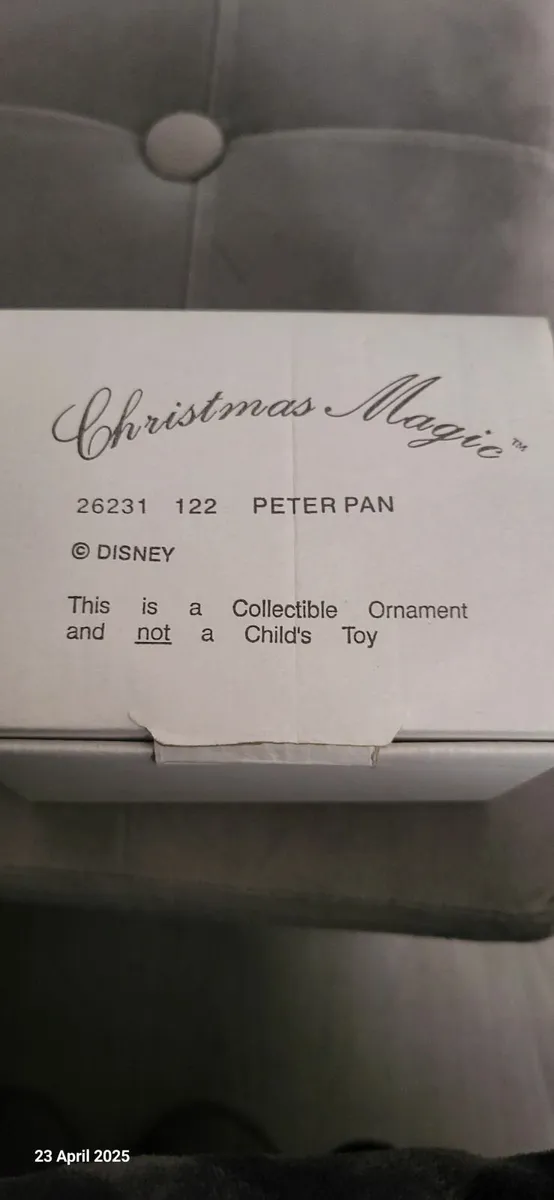 Christmas Magic™
26231 122 PETER PAN
© DISNEY
This is a Collectible Ornament
and not a Child's Toy
23 April 2025